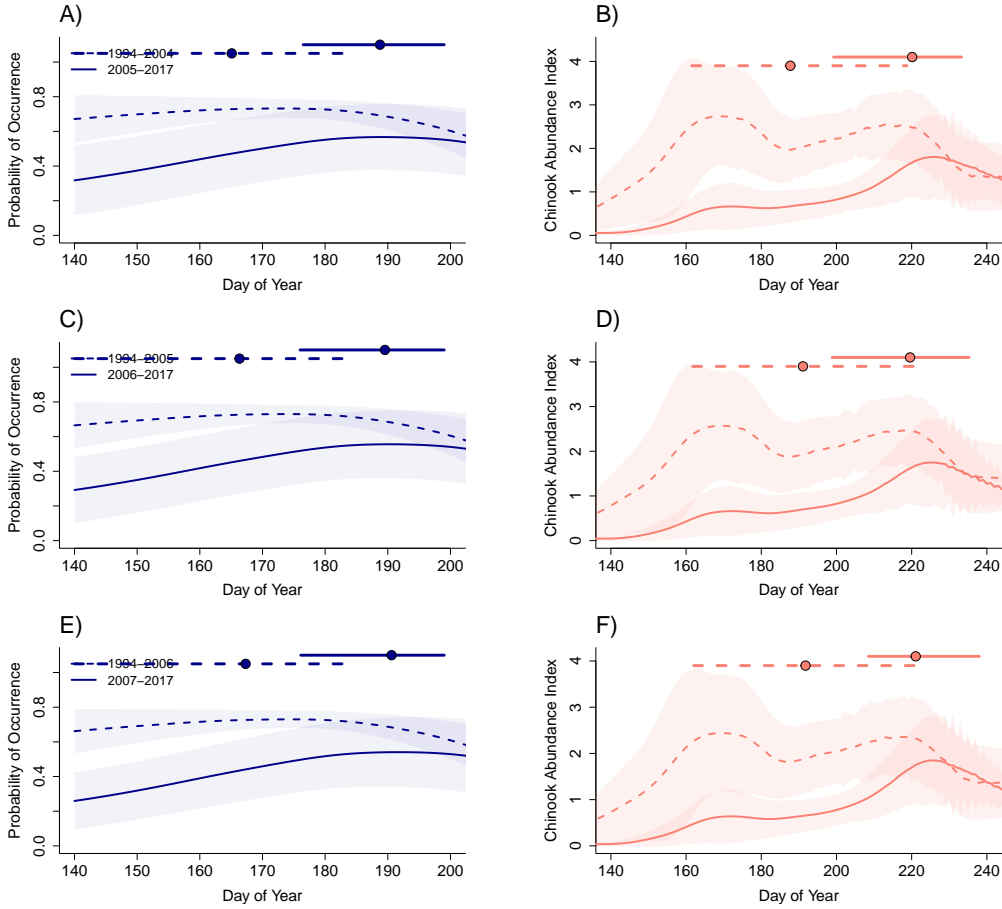 A)
1994–2004
2005–2017
Probability of Occurrence
0.0 0.4 0.8
140 150 160 170 180 190 200
Day of Year
B)
Chinook Abundance Index
0 1 2 3 4
140 160 180 200 220 240
Day of Year
C)
1994–2005
2006–2017
Probability of Occurrence
0.0 0.4 0.8
140 150 160 170 180 190 200
Day of Year
D)
Chinook Abundance Index
0 1 2 3 4
140 160 180 200 220 240
Day of Year
E)
1994–2006
2007–2017
Probability of Occurrence
0.0 0.4 0.8
140 150 160 170 180 190 200
Day of Year
F)
Chinook Abundance Index
0 1 2 3 4
140 160 180 200 220 240
Day of Year